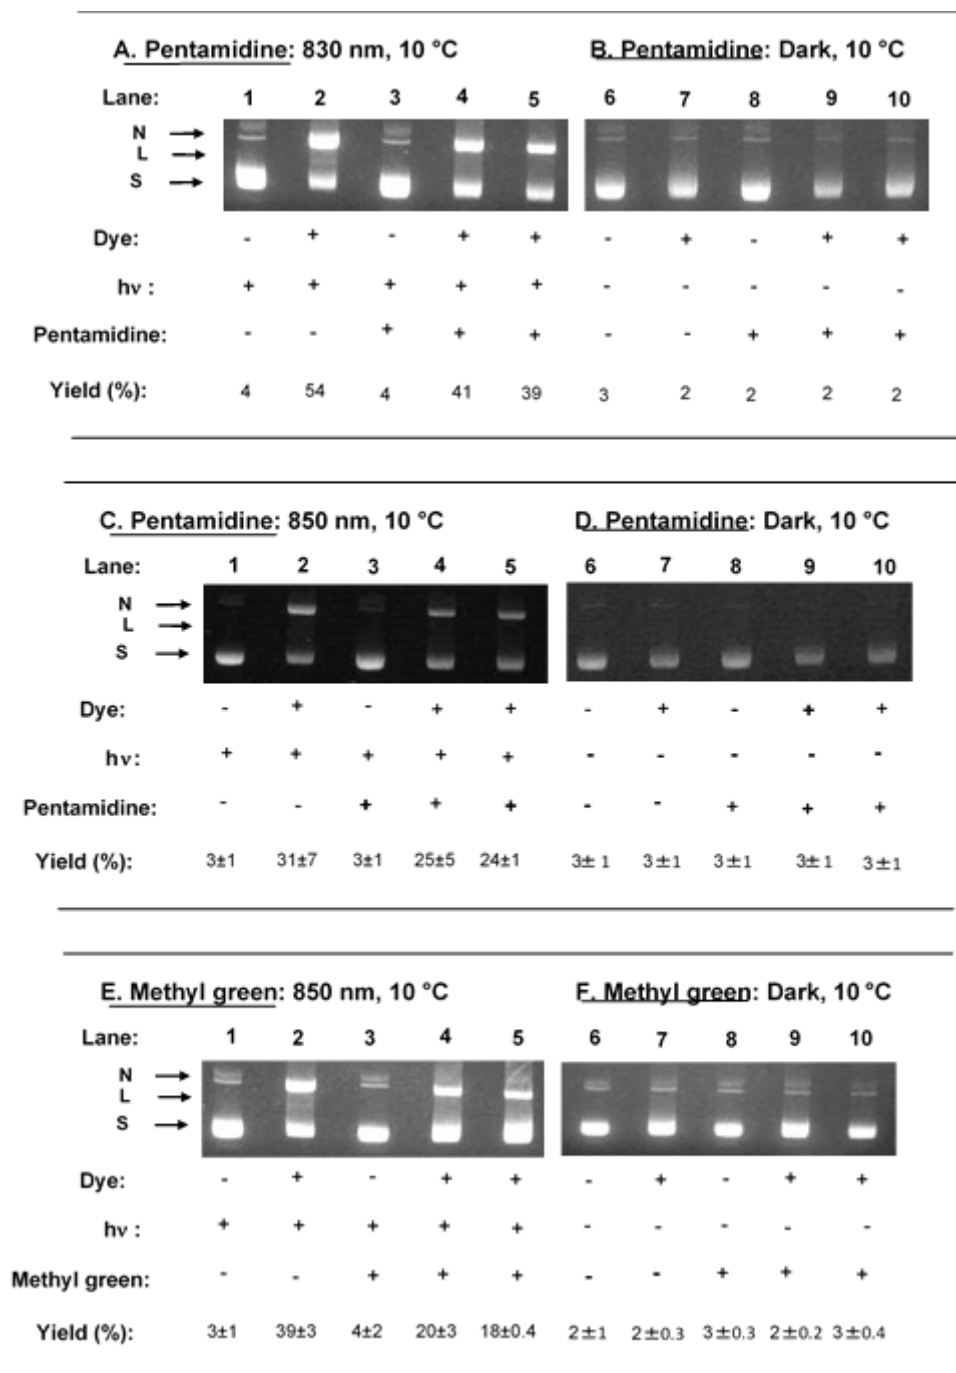 A. Pentamidine: 830 nm, 10 °C B. Pentamidine: Dark, 10 °C
Lane: 1 2 3 4 5 6 7 8 9 10
N
L
S
Dye: - + - + + - + - + +
hν : + + + + + - - - - -
Pentamidine: - - + + + - - + + +
Yield (%): 4 54 4 41 39 3 2 2 2 2
C. Pentamidine: 850 nm, 10 °C D. Pentamidine: Dark, 10 °C
Lane: 1 2 3 4 5 6 7 8 9 10
N
L
S
Dye: - + - + + - + - + +
hν : + + + + + - - - - -
Pentamidine: - - + + + - - + + +
Yield (%): 3±1 31±7 3±1 25±5 24±1 3±1 3±1 3±1 3±1 3±1
E. Methyl green: 850 nm, 10 °C F. Methyl green: Dark, 10 °C
Lane: 1 2 3 4 5 6 7 8 9 10
N
L
S
Dye: - + - + + - + - + +
hν : + + + + + - - - - -
Methyl green: - - + + + - - + + +
Yield (%): 3±1 39±3 4±2 20±3 18±0.4 2±1 2±0.3 3±0.3 2±0.2 3±0.4